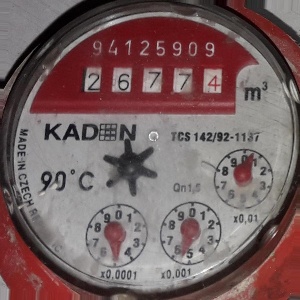 94125909
26774 m³
KADEN TCS 142/92-1137
MADE IN CZECH R
90°C Qn1,5
x0,01
x0,0001 x0,001